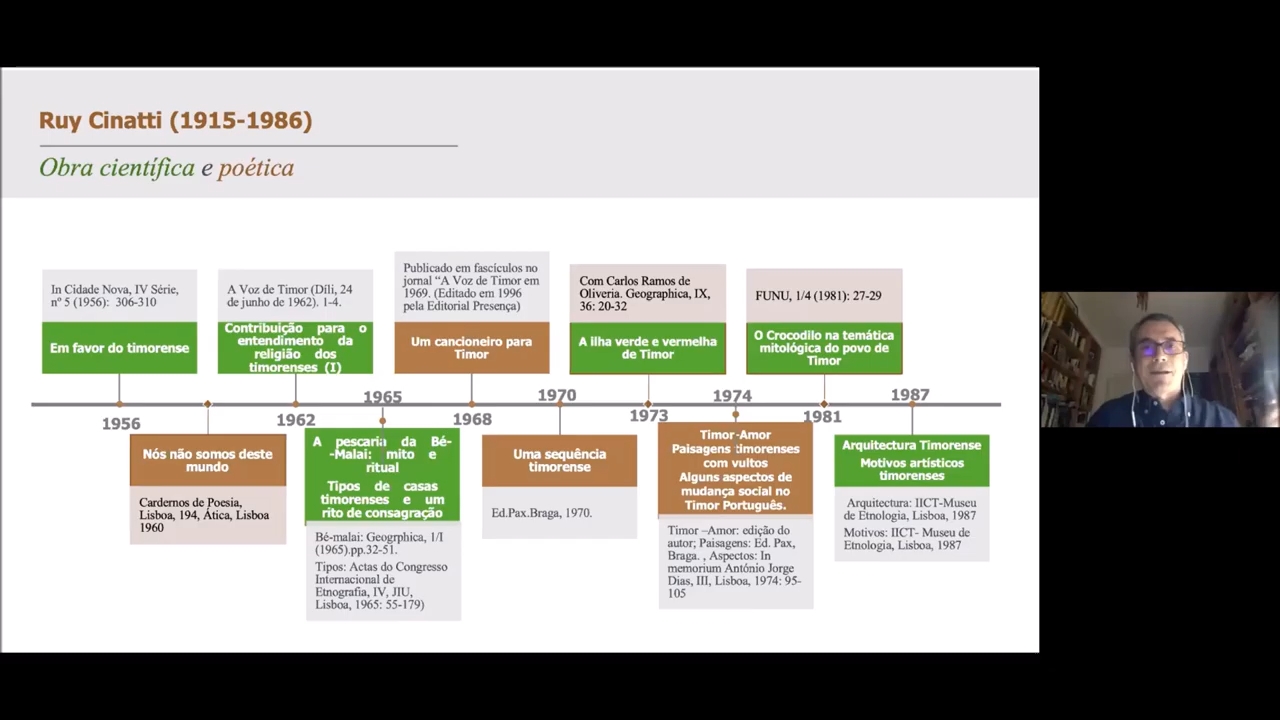 Ruy Cinatti (1915-1986)
Obra científica e poética
In Cidade Nova, IV Série,
nº 5 (1956): 306-310
Em favor do timorense
A Voz de Timor (Díli, 24
de junho de 1962). 1-4.
Contribuição para o
entendimento da
religião dos
timorenses (I)
Publicado em fascículos no
jornal “A Voz de Timor em
1969. (Editado em 1996
pela Editorial Presença)
Um cancioneiro para
Timor
Com Carlos Ramos de
Oliveria. Geographica, IX,
36: 20-32
A ilha verde e vermelha
de Timor
FUNU, 1/4 (1981): 27-29
O Crocodilo na temática
mitológica do povo de
Timor
1956
1962
1965
1968
1970
1973
1974
1981
1987
Nós não somos deste
mundo
Cardernos de Poesia,
Lisboa, 194, Ática, Lisboa
1960
A pescaria da Bé-
-Malai: mito e
ritual
Tipos de casas
timorenses e um
rito de consagração
Bé-malai: Geogrphica, 1/I
(1965).pp.32-51.
Tipos: Actas do Congresso
Internacional de
Etnografia, IV, JIU,
Lisboa, 1965: 55-179)
Uma sequência
timorense
Ed.Pax.Braga, 1970.
Timor-Amor
Paisagens timorenses
com vultos
Alguns aspectos de
mudança social no
Timor Português.
Timor –Amor: edição do
autor; Paisagens: Ed. Pax,
Braga. , Aspectos: In
memorium António Jorge
Dias, III, Lisboa, 1974: 95-
105
Arquitectura Timorense
Motivos artísticos
timorenses
Arquitectura: IICT-Museu
de Etnologia, Lisboa, 1987
Motivos: IICT- Museu de
Etnologia, Lisboa, 1987